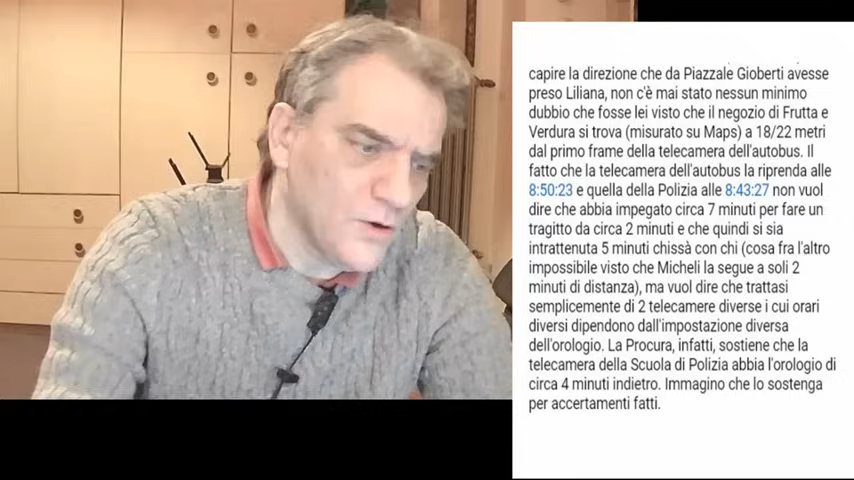 capire la direzione che da Piazzale Gioberti avesse
preso Liliana, non c'è mai stato nessun minimo
dubbio che fosse lei visto che il negozio di Frutta e
Verdura si trova (misurato su Maps) a 18/22 metri
dal primo frame della telecamera dell'autobus. Il
fatto che la telecamera dell'autobus la riprenda alle
8:50:23 e quella della Polizia alle 8:43:27 non vuol
dire che abbia impegato circa 7 minuti per fare un
tragitto da circa 2 minuti e che quindi si sia
intrattenuta 5 minuti chissà con chi (cosa fra l'altro
impossibile visto che Micheli la segue a soli 2
minuti di distanza), ma vuol dire che trattasi
semplicemente di 2 telecamere diverse i cui orari
diversi dipendono dall'impostazione diversa
dell'orologio. La Procura, infatti, sostiene che la
telecamera della Scuola di Polizia abbia l'orologio di
circa 4 minuti indietro. Immagino che lo sostenga
per accertamenti fatti.